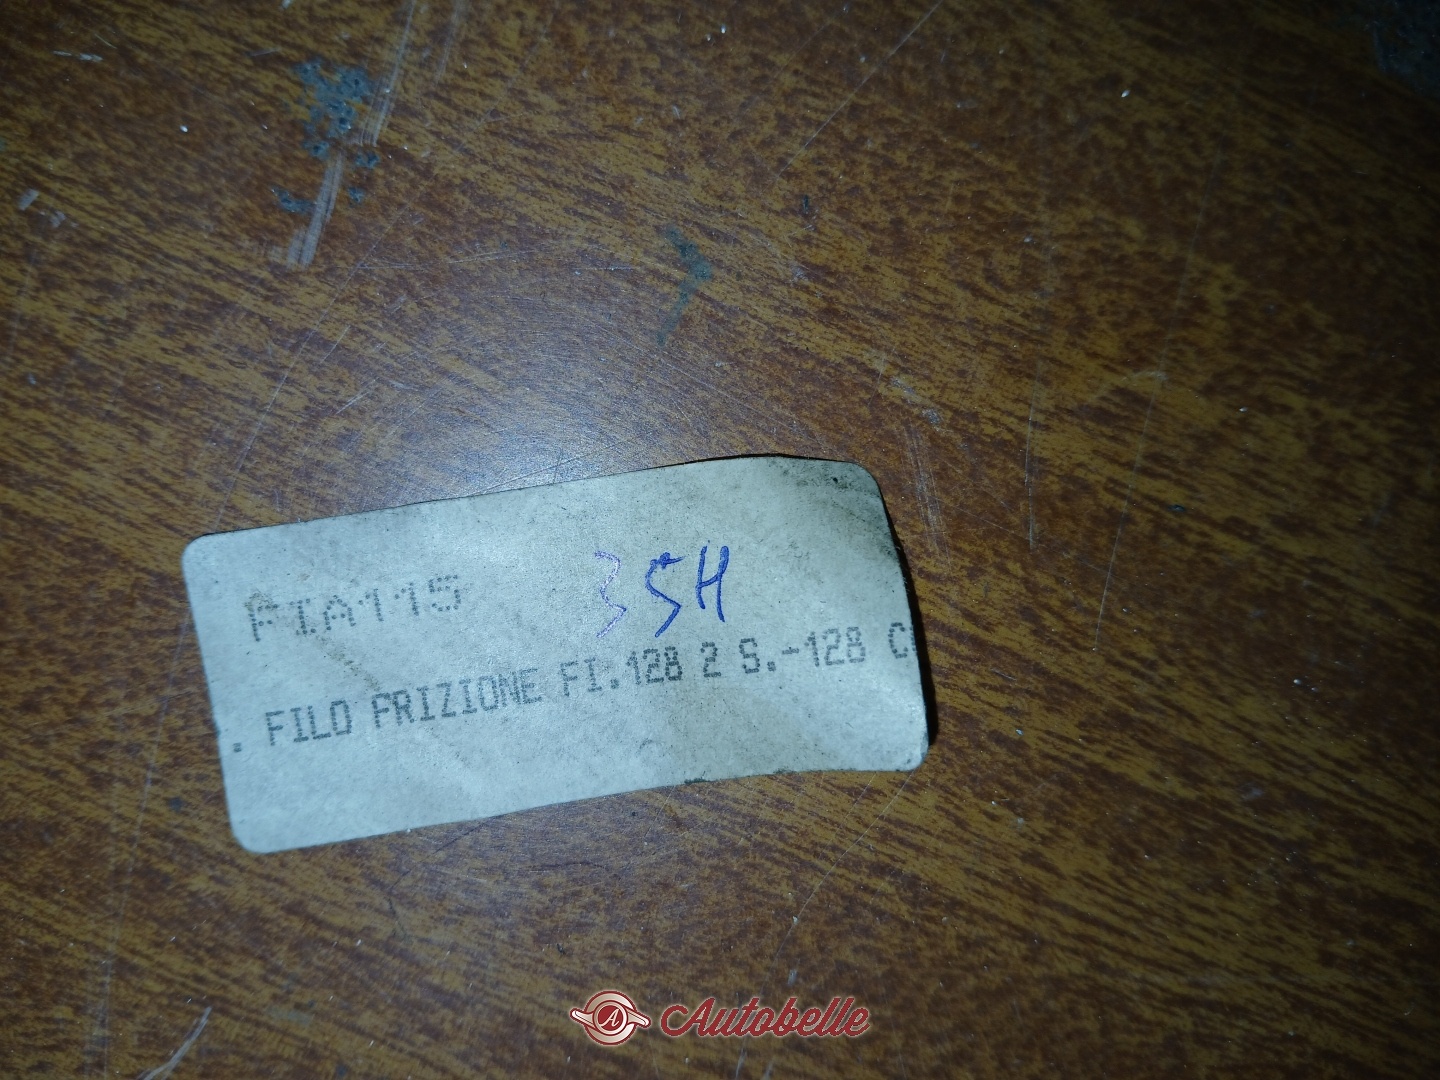 FIA115
35H
. FILO FRIZIONE FI.128 2 S.-128 C
A Autobelle